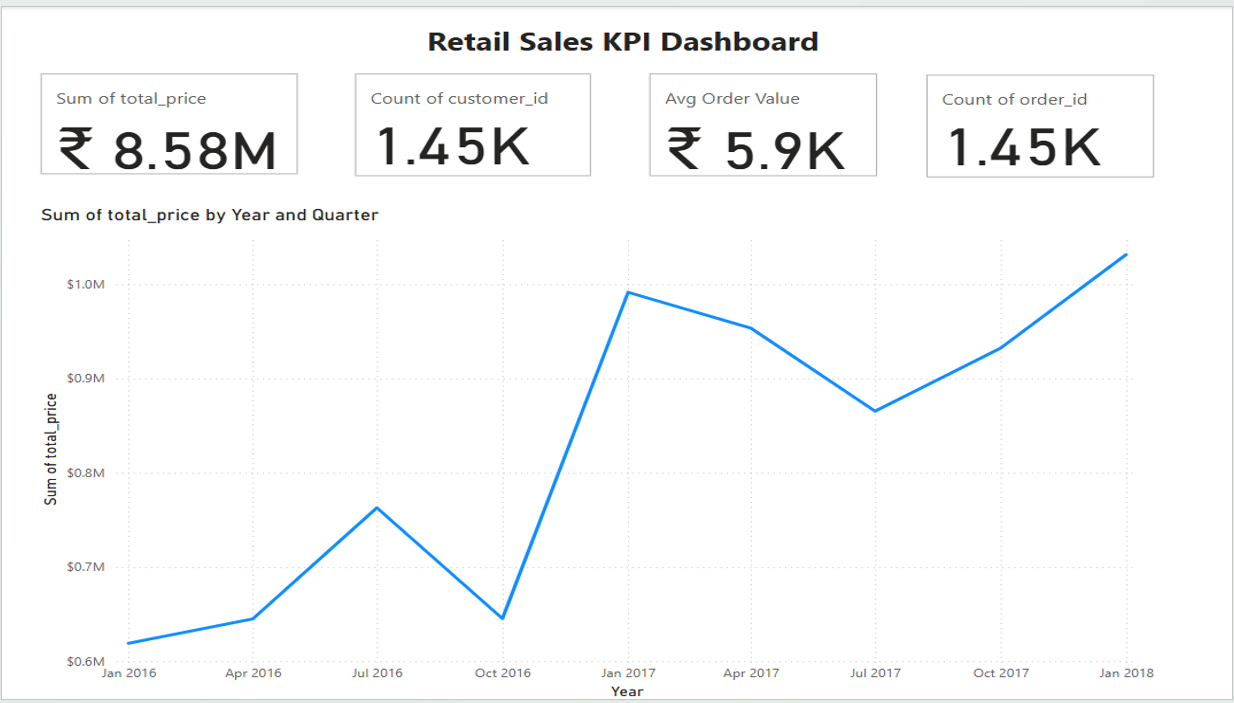 Retail Sales KPI Dashboard
Sum of total_price
₹ 8.58M
Count of customer_id
1.45K
Avg Order Value
₹ 5.9K
Count of order_id
1.45K
Sum of total_price by Year and Quarter
Sum of total_price
$1.0M
$0.9M
$0.8M
$0.7M
$0.6M
Jan 2016 Apr 2016 Jul 2016 Oct 2016 Jan 2017 Apr 2017 Jul 2017 Oct 2017 Jan 2018
Year